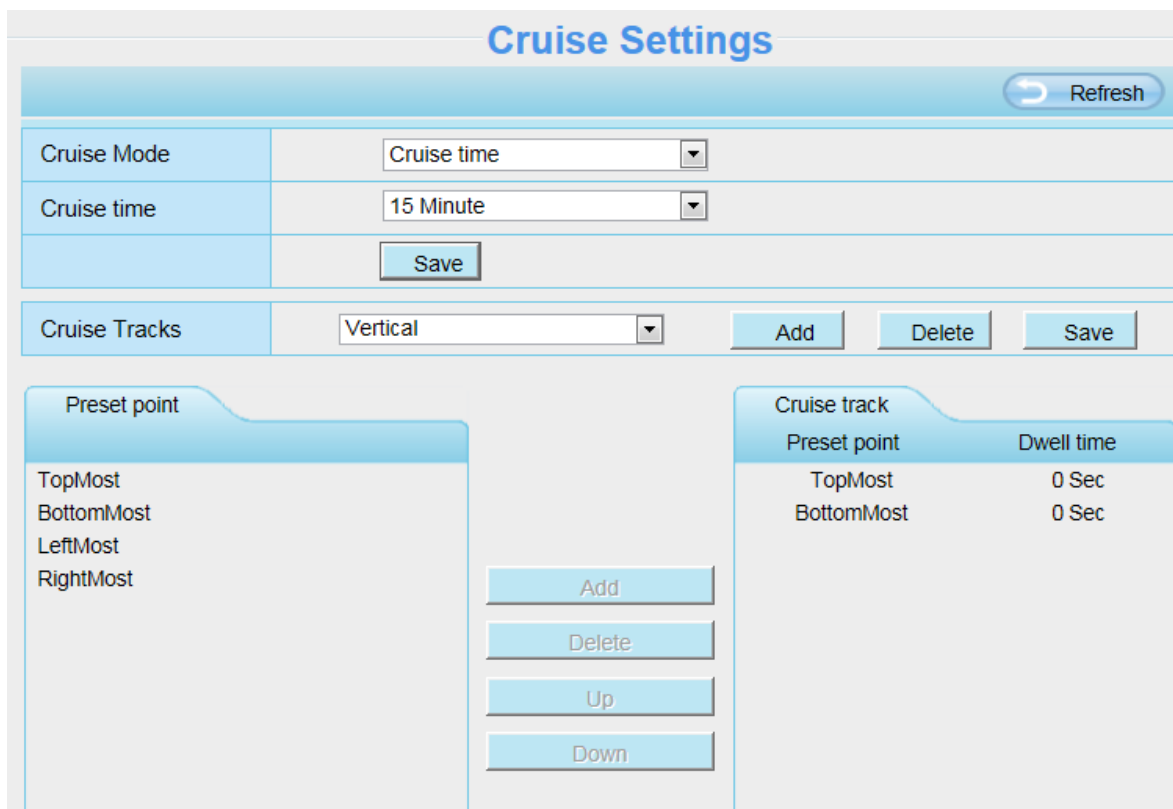 Cruise Settings
Refresh
Cruise Mode Cruise time
Cruise time 15 Minute
Save
Cruise Tracks Vertical Add Delete Save
Preset point
TopMost
BottomMost
LeftMost
RightMost
Add
Delete
Up
Down
Cruise track
Preset point Dwell time
TopMost 0 Sec
BottomMost 0 Sec